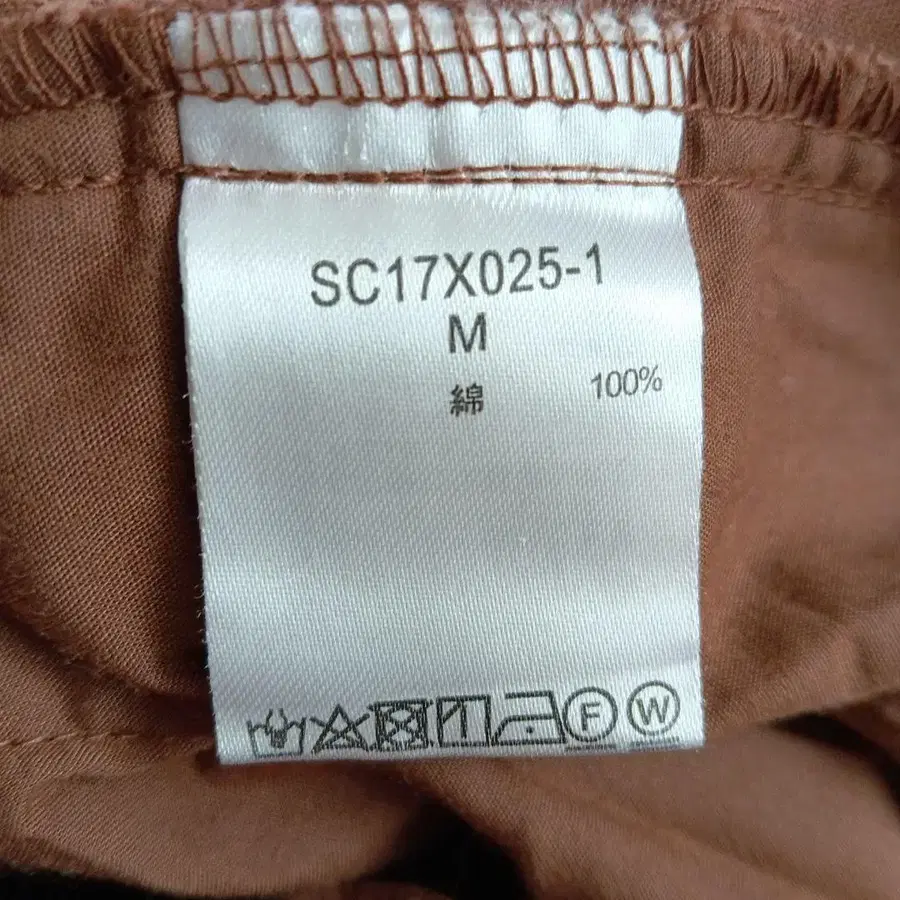 SC17X025-1
M
綿 100%
F W